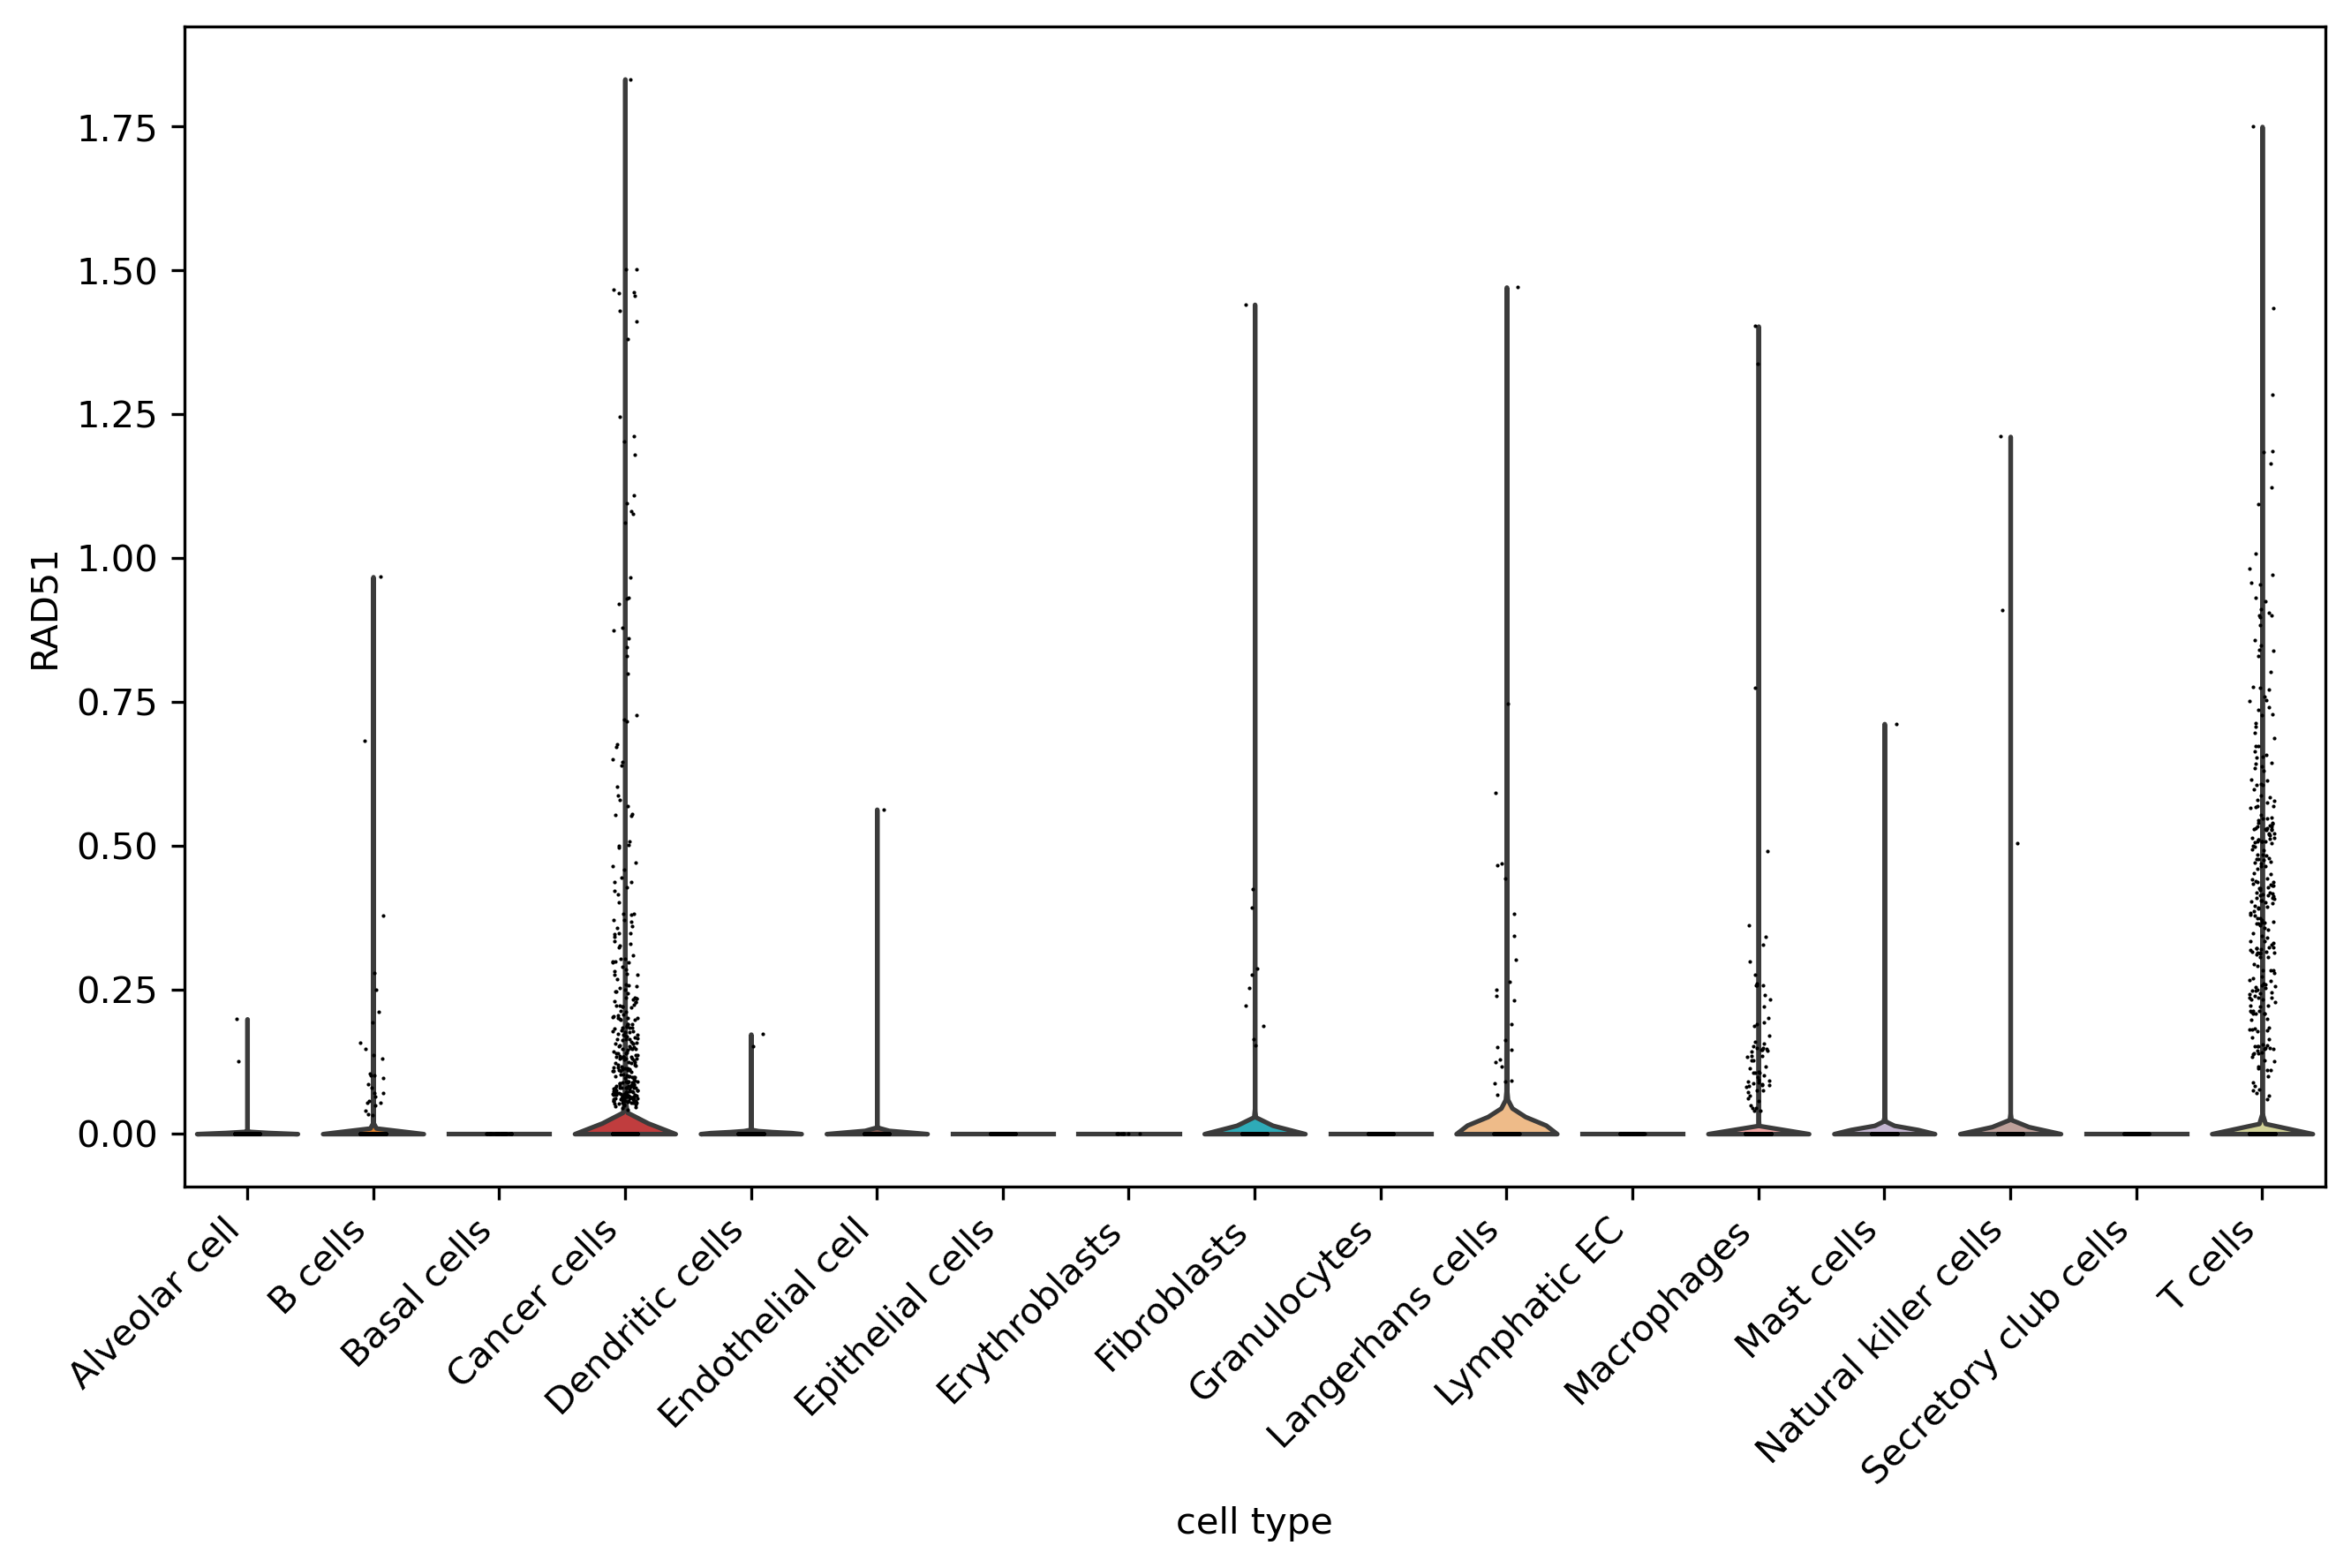 RAD51
1.75
1.50
1.25
1.00
0.75
0.50
0.25
0.00
Alveolar cell
B cells
Basal cells
Cancer cells
Dendritic cells
Endothelial cell
Epithelial cells
Erythroblasts
Fibroblasts
Granulocytes
Langerhans cells
Lymphatic EC
Macrophages
Mast cells
Natural killer cells
Secretory club cells
T cells
cell type